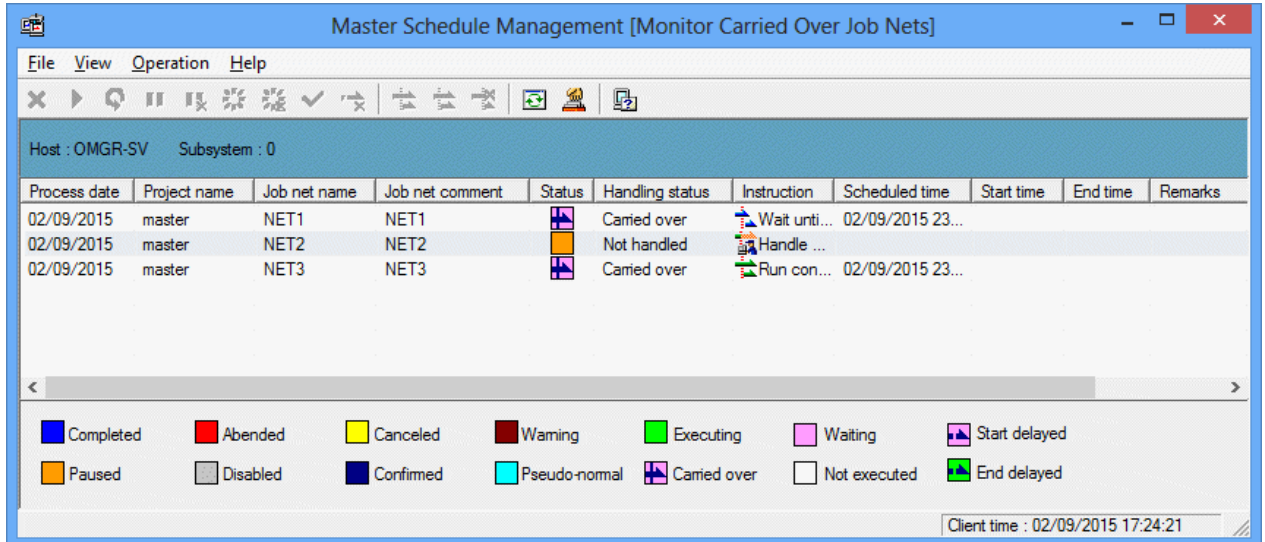 Master Schedule Management [Monitor Carried Over Job Nets]
File View Operation Help
Host : OMGR-SV Subsystem : 0
Process date Project name Job net name Job net comment Status Handling status Instruction Scheduled time Start time End time Remarks
02/09/2015 master NET1 NET1 Carried over Wait unti... 02/09/2015 23...
02/09/2015 master NET2 NET2 Not handled Handle ...
02/09/2015 master NET3 NET3 Carried over Run con... 02/09/2015 23...
Completed Abended Canceled Warning Executing Waiting Start delayed
Paused Disabled Confirmed Pseudo-normal Carried over Not executed End delayed
Client time : 02/09/2015 17:24:21